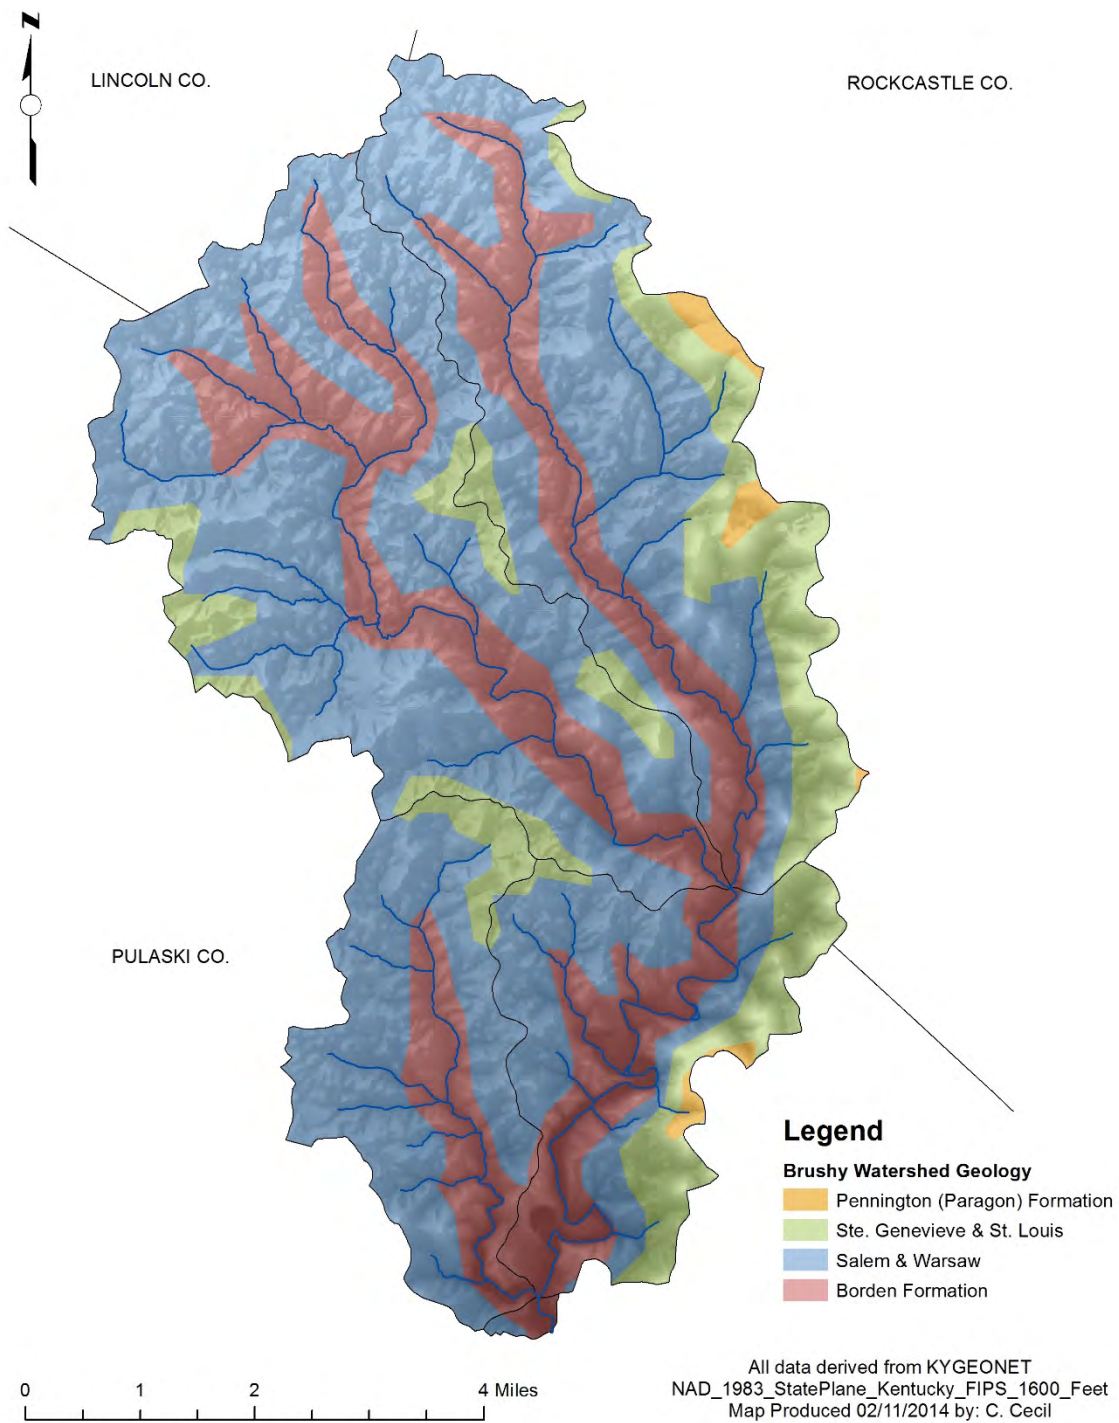 N
LINCOLN CO.
ROCKCASTLE CO.
PULASKI CO.
Legend
Brushy Watershed Geology
Pennington (Paragon) Formation
Ste. Genevieve & St. Louis
Salem & Warsaw
Borden Formation
0 1 2 4 Miles
All data derived from KYGEONET
NAD_1983_StatePlane_Kentucky_FIPS_1600_Feet
Map Produced 02/11/2014 by: C. Cecil